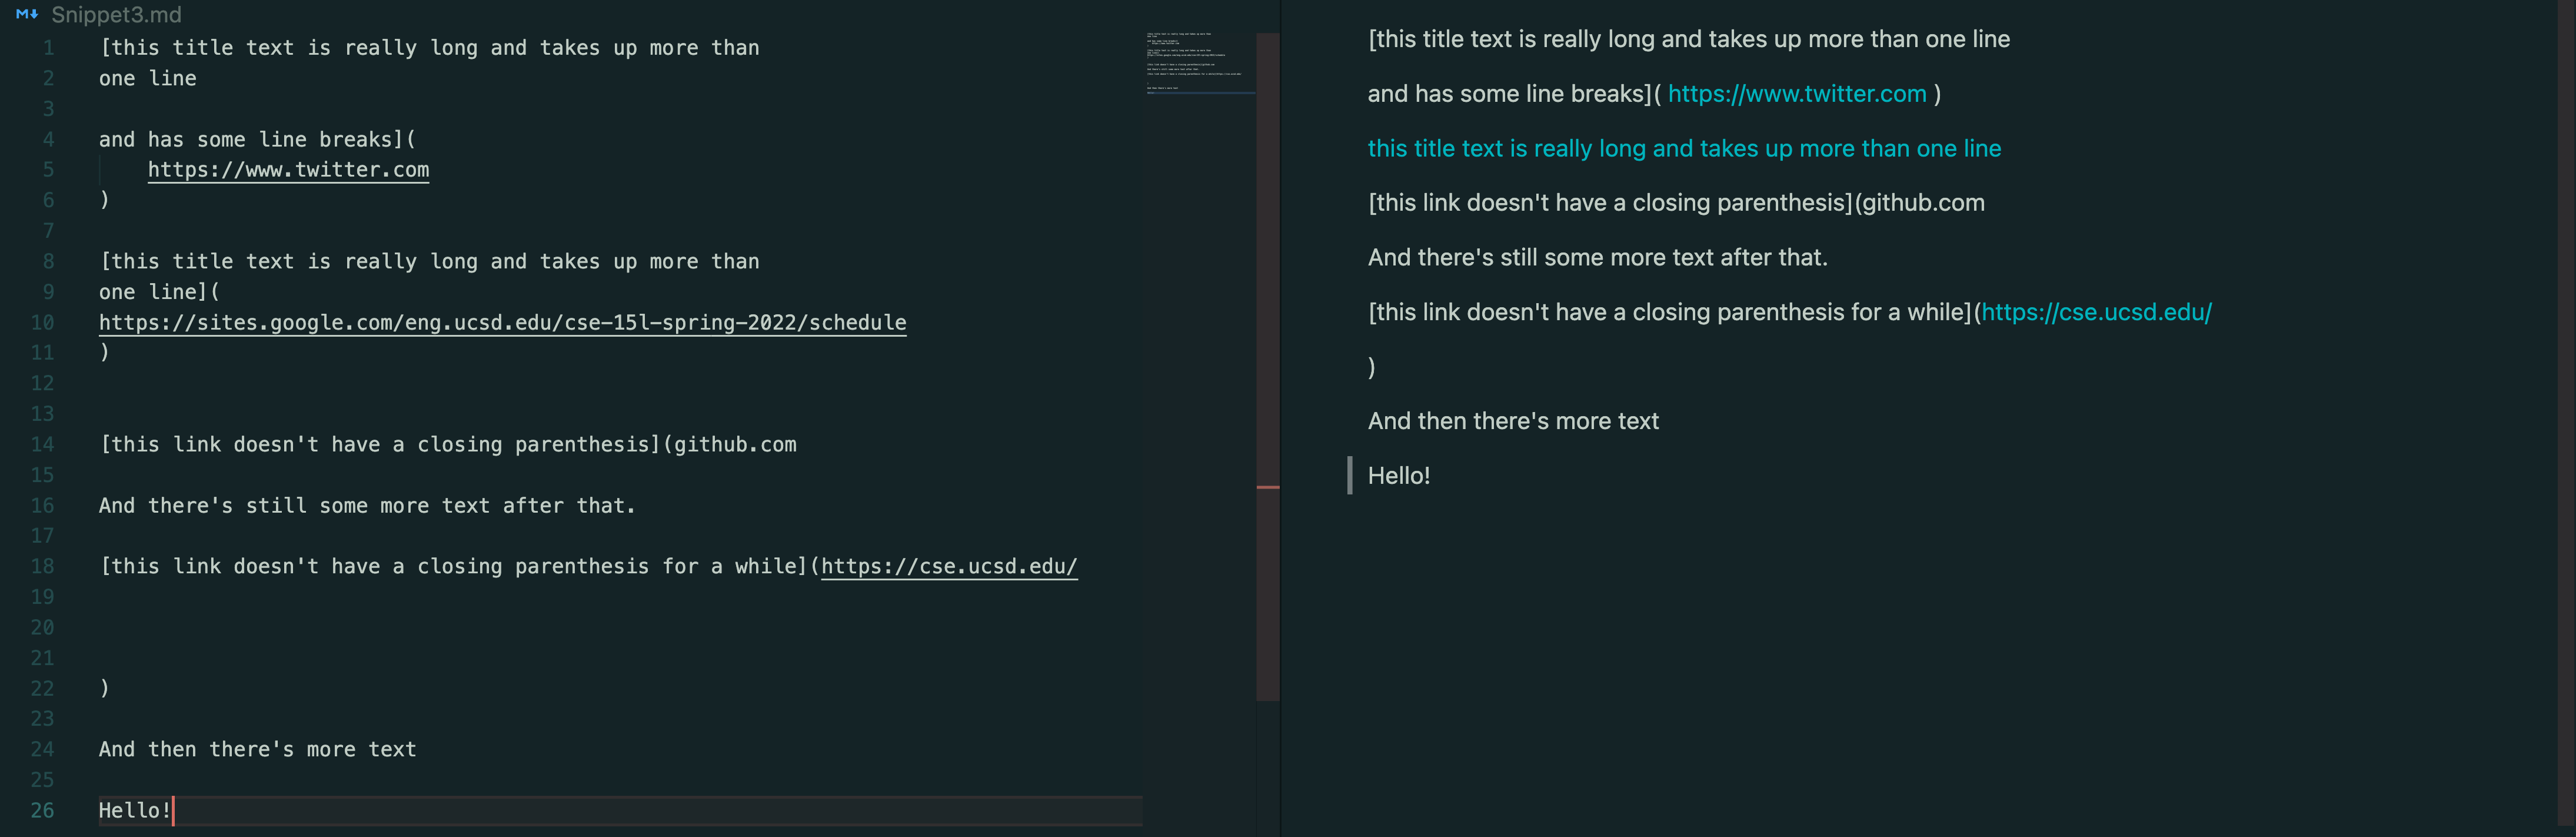 Snippet3.md
1 [this title text is really long and takes up more than
2 one line
3
4 and has some line breaks](
5 https://www.twitter.com
6 )
7
8 [this title text is really long and takes up more than
9 one line](
10 https://sites.google.com/eng.ucsd.edu/cse-15l-spring-2022/schedule
11 )
12
13
14 [this link doesn't have a closing parenthesis](github.com
15
16 And there's still some more text after that.
17
18 [this link doesn't have a closing parenthesis for a while](https://cse.ucsd.edu/
19
20
21
22 )
23
24 And then there's more text
25
26 Hello!
[this title text is really long and takes up more than one line
and has some line breaks]( https://www.twitter.com )
this title text is really long and takes up more than one line
[this link doesn't have a closing parenthesis](github.com
And there's still some more text after that.
[this link doesn't have a closing parenthesis for a while](https://cse.ucsd.edu/
)
And then there's more text
Hello!